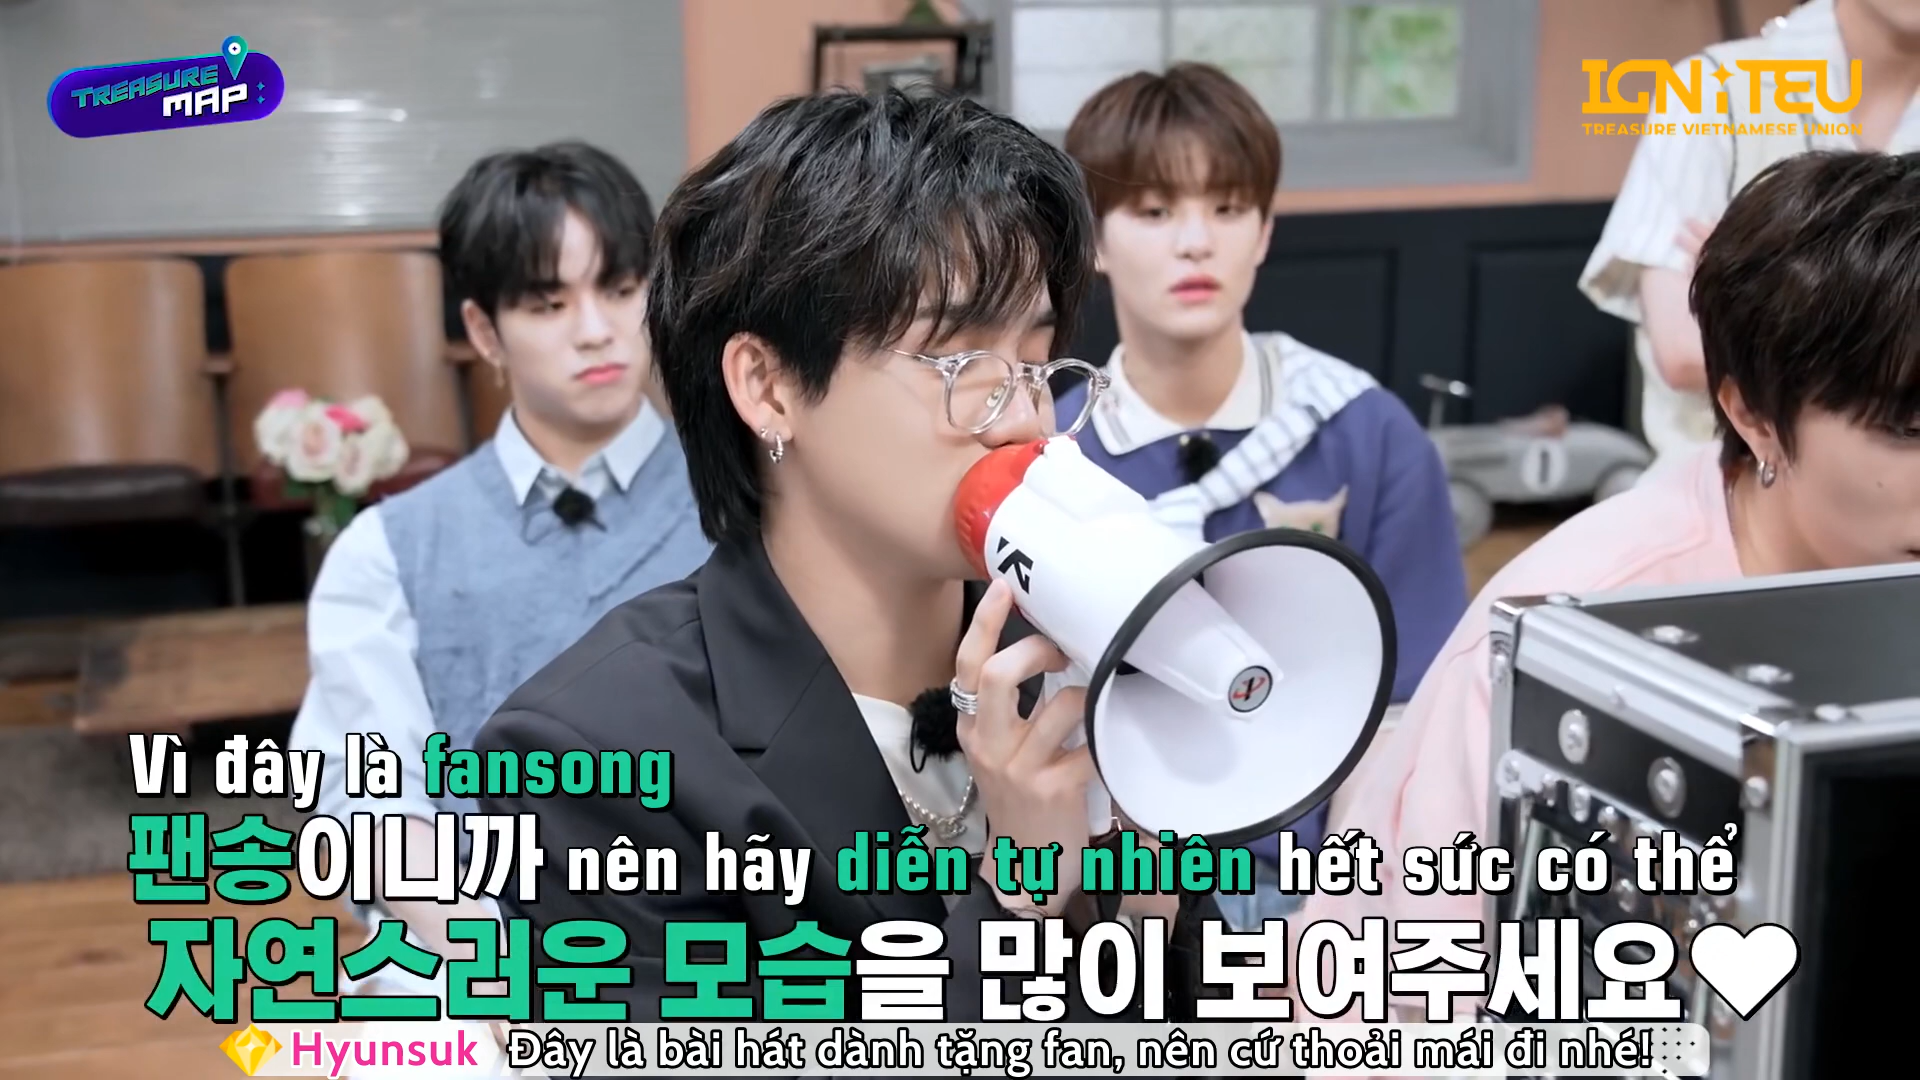 TREASURE
MAP
IGNITEU
TREASURE VIETNAMESE UNION
1
Vì đây là fansong
팬송이니까 nên hãy diễn tự nhiên hết sức có thể
자연스러운 모습을 많이 보여주세요
Hyunsuk Đây là bài hát dành tặng fan, nên cứ thoải mái đi nhé!